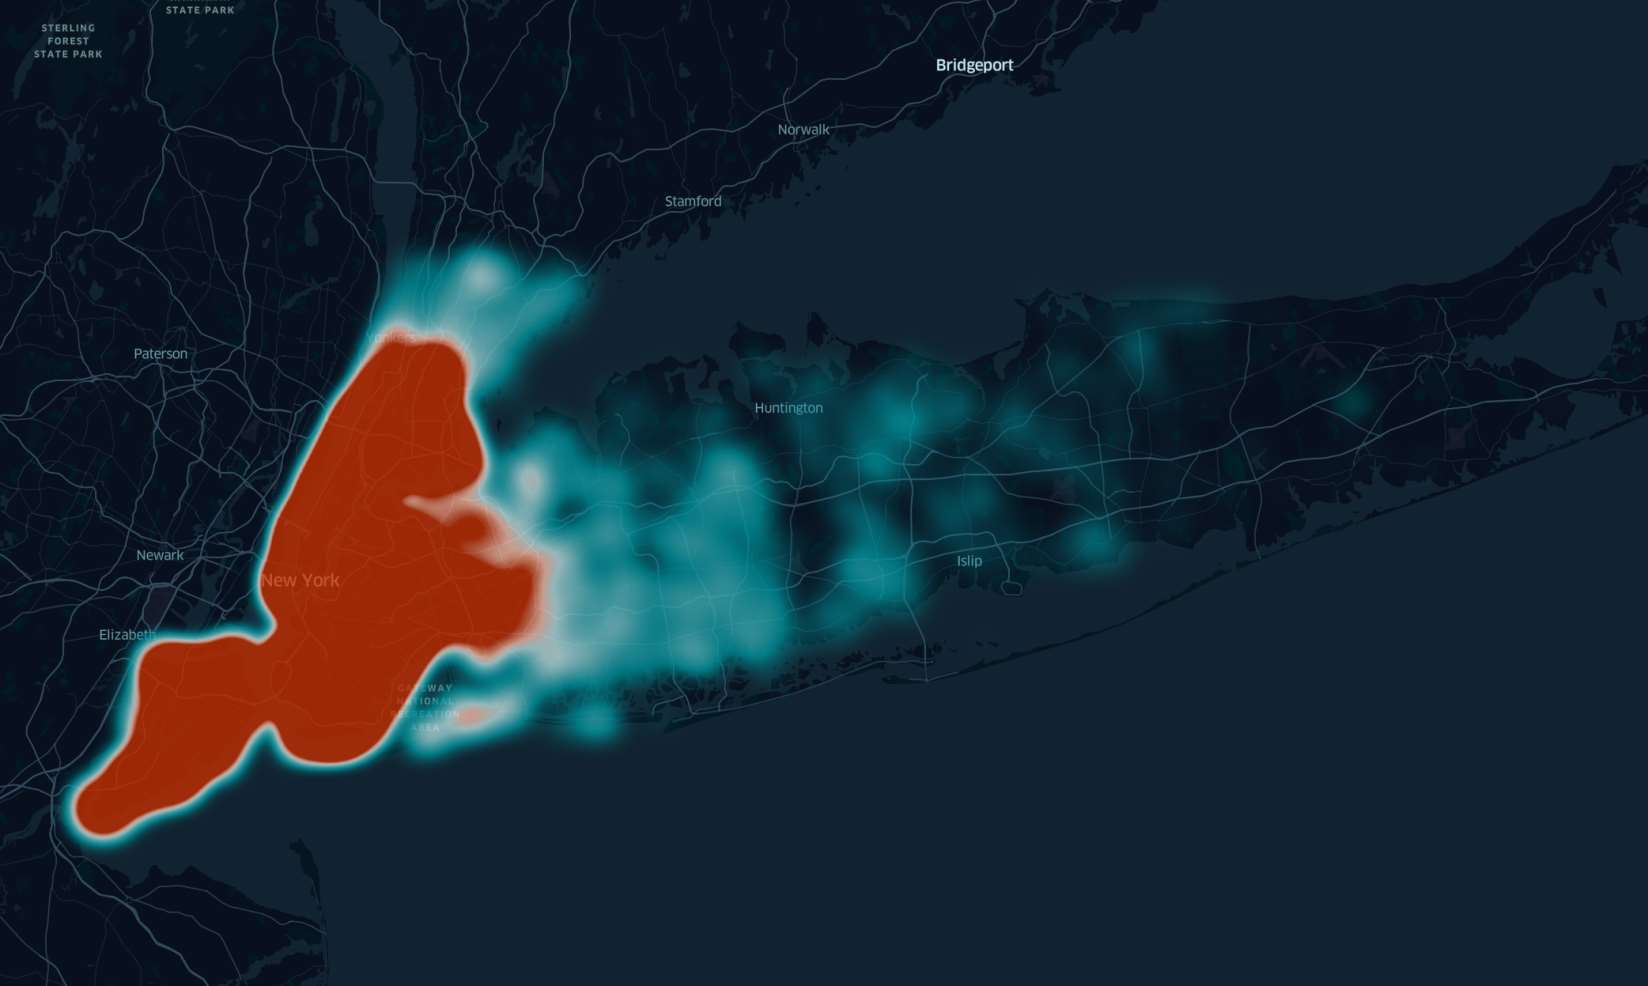 STATE PARK
STERLING
FOREST
STATE PARK
Bridgeport
Norwalk
Stamford
Yonkers
Paterson
Huntington
Newark
Islip
New York
Elizabeth
GATEWAY
NATIONAL
RECREATION
AREA